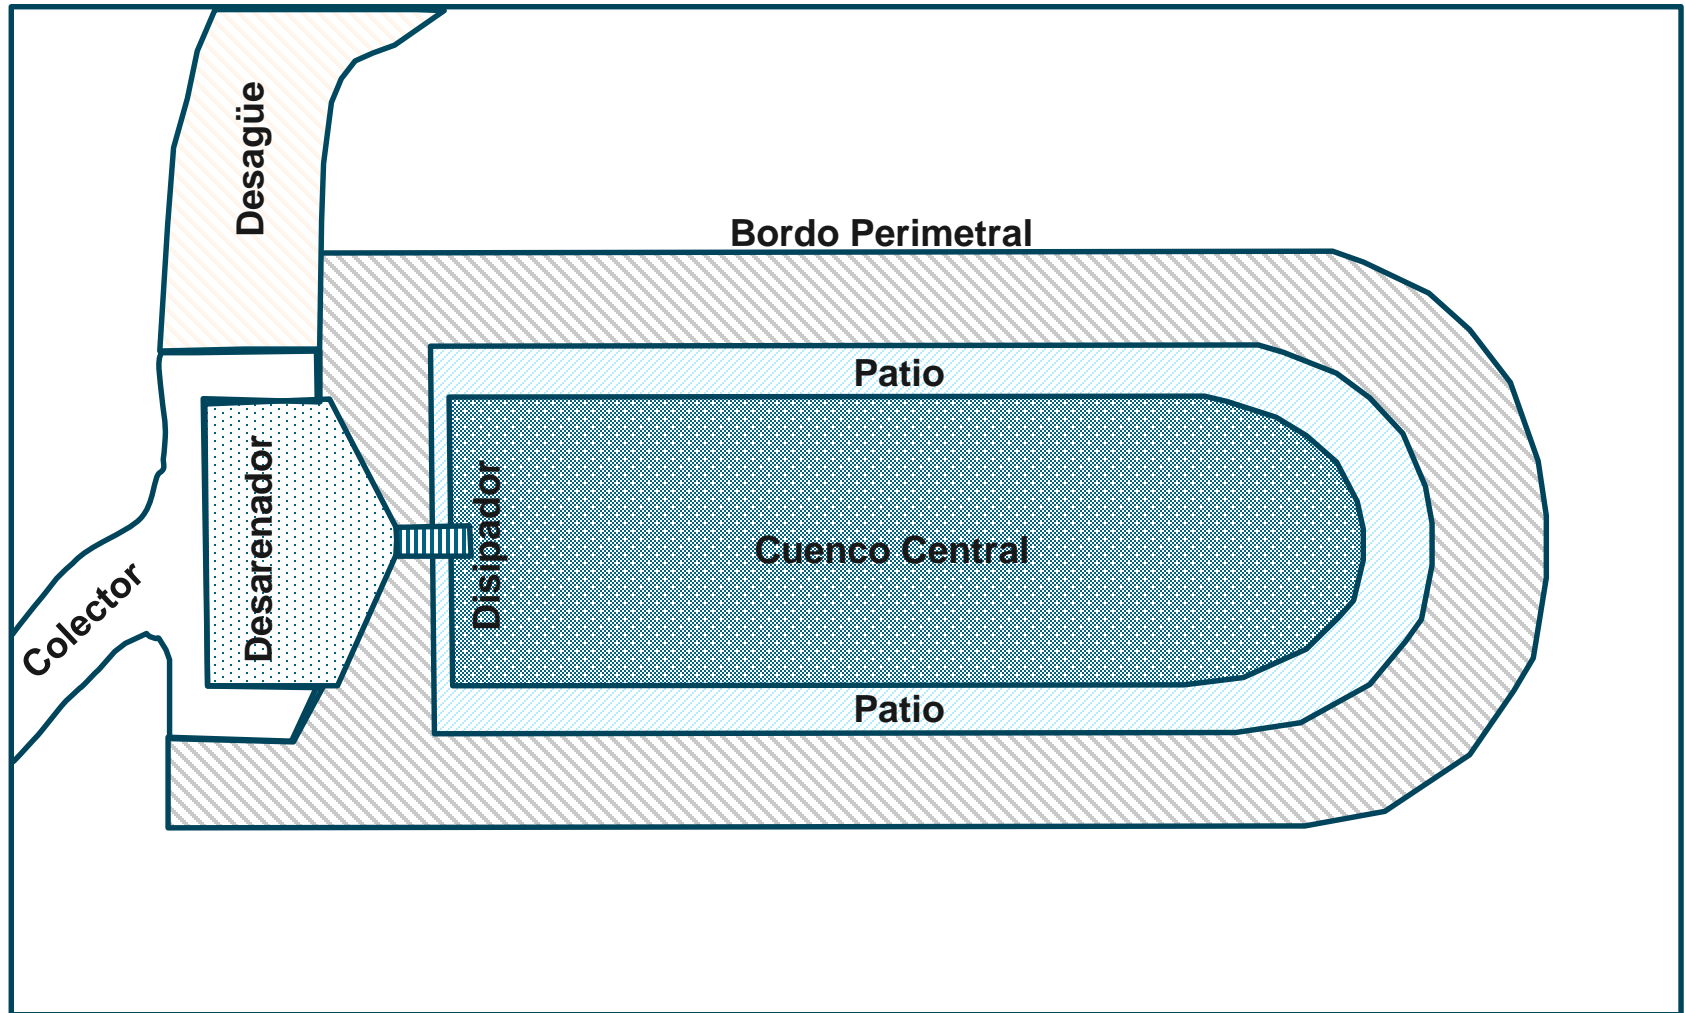 Desagüe
Bordo Perimetral
Patio
Desarenador
Disipador
Cuenco Central
Colector
Patio